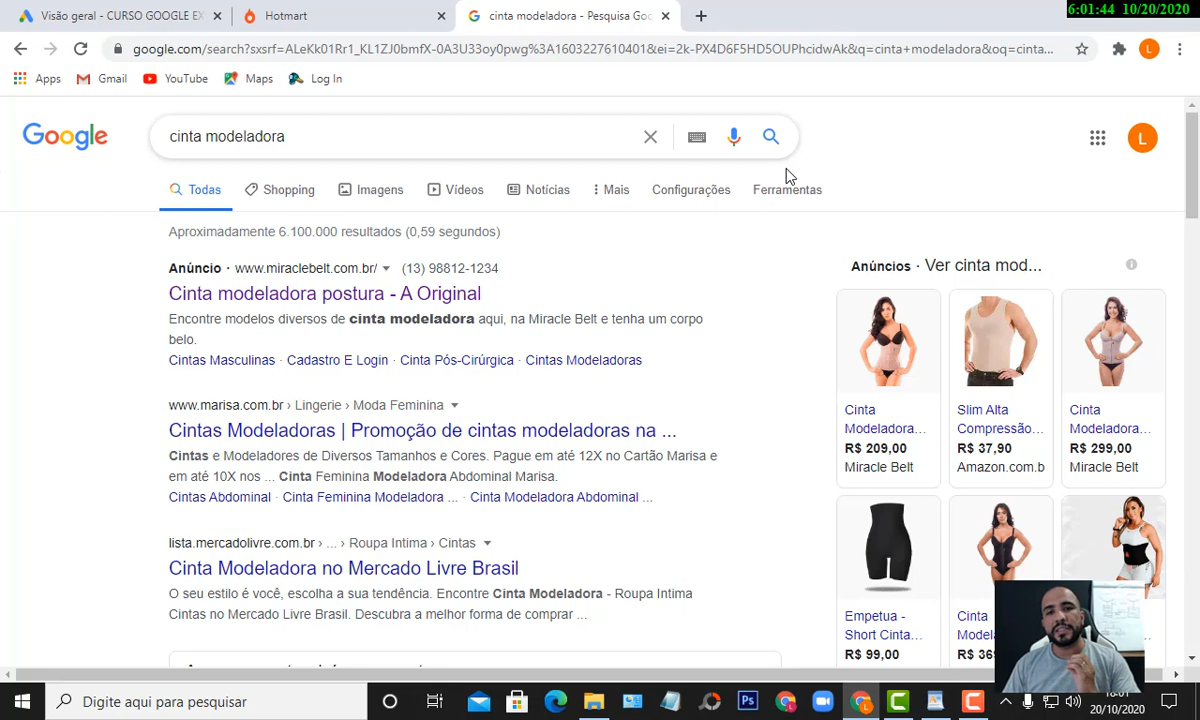 6:01:44 10/20/2020
Visão geral - CURSO GOOGLE EX
Hotmart
cinta modeladora - Pesquisa Goo
google.com/search?sxsrf=ALeKk01Rr1_KL1ZJ0bmfX-0A3U33oy0pwg%3A1603227610401&ei=2k-PX4D6F5HD5OUPhcidwAk&q=cinta+modeladora&oq=cinta...
L
Apps
Gmail
YouTube
Maps
Log In
Google
cinta modeladora
L
Todas
Shopping
Imagens
Vídeos
Notícias
Mais
Configurações
Ferramentas
Aproximadamente 6.100.000 resultados (0,59 segundos)
Anúncio · www.miraclebelt.com.br/ (13) 98812-1234
Cinta modeladora postura - A Original
Encontre modelos diversos de cinta modeladora aqui, na Miracle Belt e tenha um corpo
belo.
Cintas Masculinas · Cadastro E Login · Cinta Pós-Cirúrgica · Cintas Modeladoras
www.marisa.com.br › Lingerie › Moda Feminina
Cintas Modeladoras | Promoção de cintas modeladoras na ...
Cintas e Modeladores de Diversos Tamanhos e Cores. Pague em até 12X no Cartão Marisa e
em até 10X nos ... Cinta Feminina Modeladora Abdominal Marisa.
Cintas Abdominal · Cinta Feminina Modeladora ... · Cinta Modeladora Abdominal ...
lista.mercadolivre.com.br › ... › Roupa Intima › Cintas
Cinta Modeladora no Mercado Livre Brasil
O seu estilo é você, escolha a sua tendência. Encontre Cinta Modeladora - Roupa Intima
Cintas no Mercado Livre Brasil. Descubra a melhor forma de comprar ...
Anúncios · Ver cinta mod...
Cinta
Modeladora...
R$ 209,00
Miracle Belt
Slim Alta
Compressão...
R$ 37,90
Amazon.com.b
Cinta
Modeladora...
R$ 299,00
Miracle Belt
Empetua -
Short Cinta...
R$ 99,00
Cinta
Digite aqui para pesquisar
Ps
18:01
20/10/2020